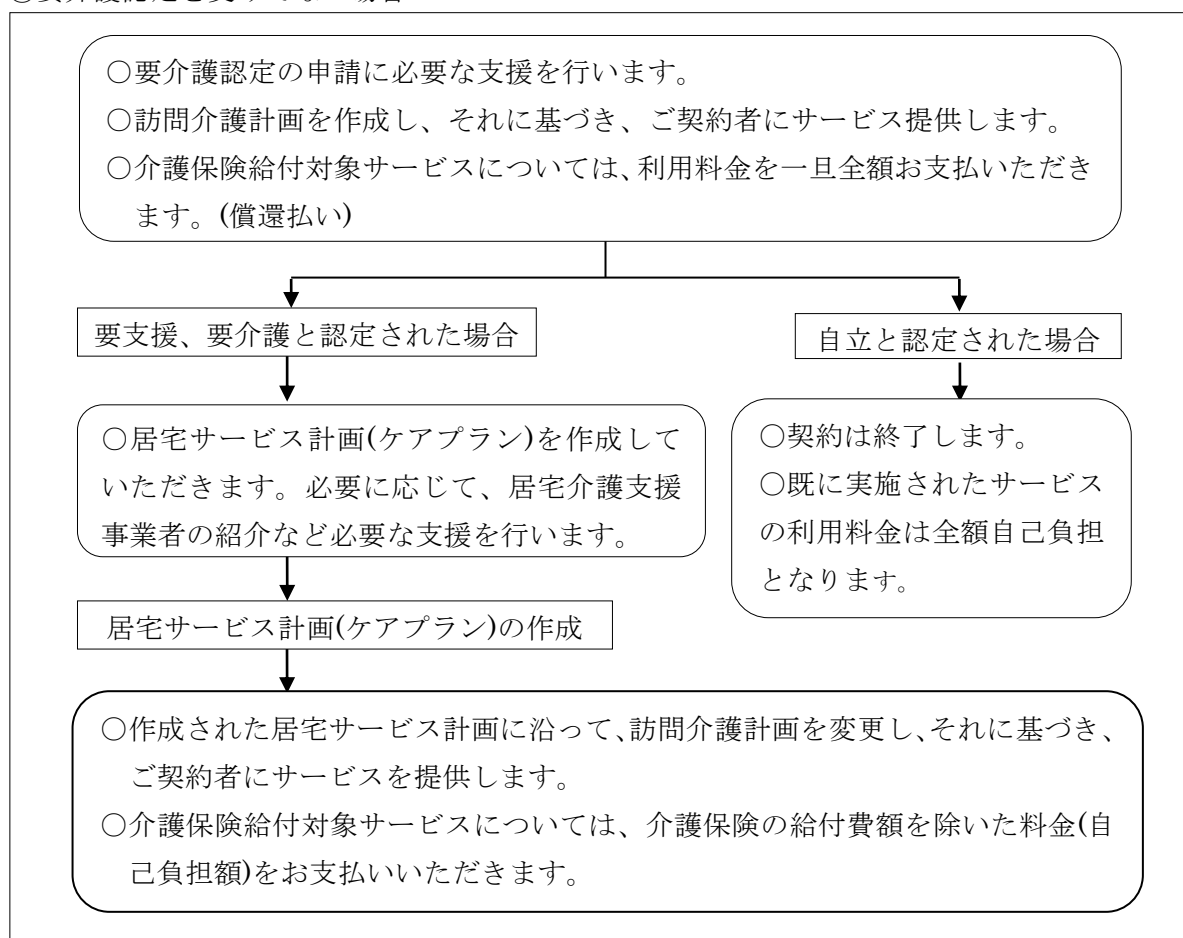 ○要介護認定の申請に必要な支援を行います。
○訪問介護計画を作成し、それに基づき、ご契約者にサービス提供します。
○介護保険給付対象サービスについては、利用料金を一旦全額お支払いただき
ます。(償還払い)
要支援、要介護と認定された場合
自立と認定された場合
○居宅サービス計画(ケアプラン)を作成して
いただきます。必要に応じて、居宅介護支援
事業者の紹介など必要な支援を行います。
○契約は終了します。
○既に実施されたサービス
の利用料金は全額自己負担
となります。
居宅サービス計画(ケアプラン)の作成
○作成された居宅サービス計画に沿って、訪問介護計画を変更し、それに基づき、
ご契約者にサービスを提供します。
○介護保険給付対象サービスについては、介護保険の給付費額を除いた料金(自
己負担額)をお支払いいただきます。